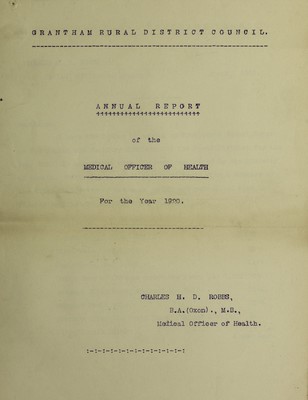 GRANTHAM RURAL DISTRICT COUNCIL.
ANNUAL REPORT
of the
MEDICAL OFFICER OF HEALTH
For the Year 1920.
CHARLES H. D. ROBBS,
B.A.(Oxon)., M.B.,
Medical Officer of Health.